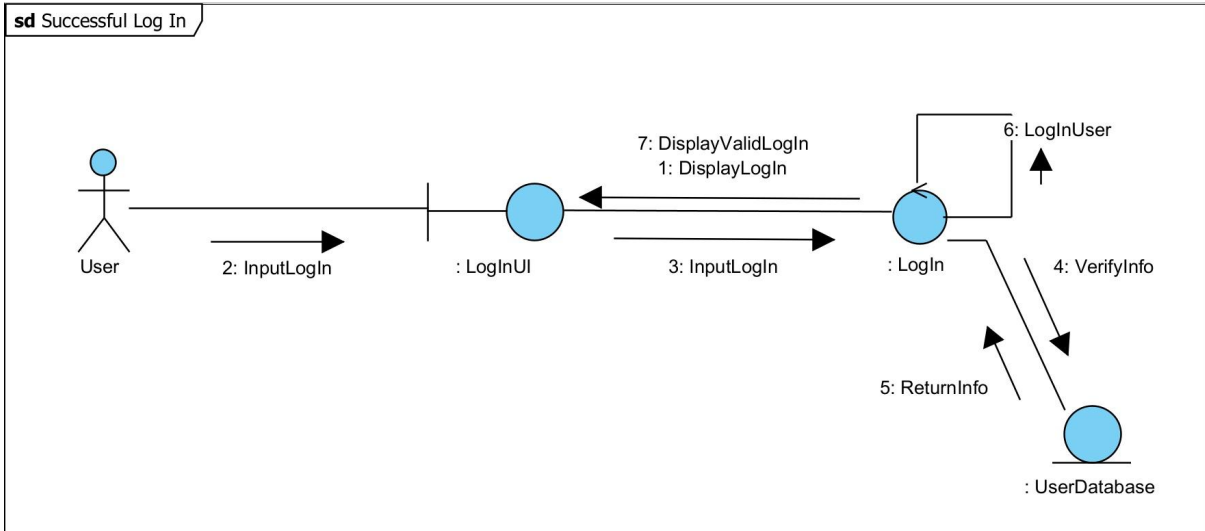 sd Successful Log In
6: LogInUser
7: DisplayValidLogIn
1: DisplayLogIn
User
2: InputLogIn
: LogInUI
3: InputLogIn
: LogIn
4: VerifyInfo
5: ReturnInfo
: UserDatabase